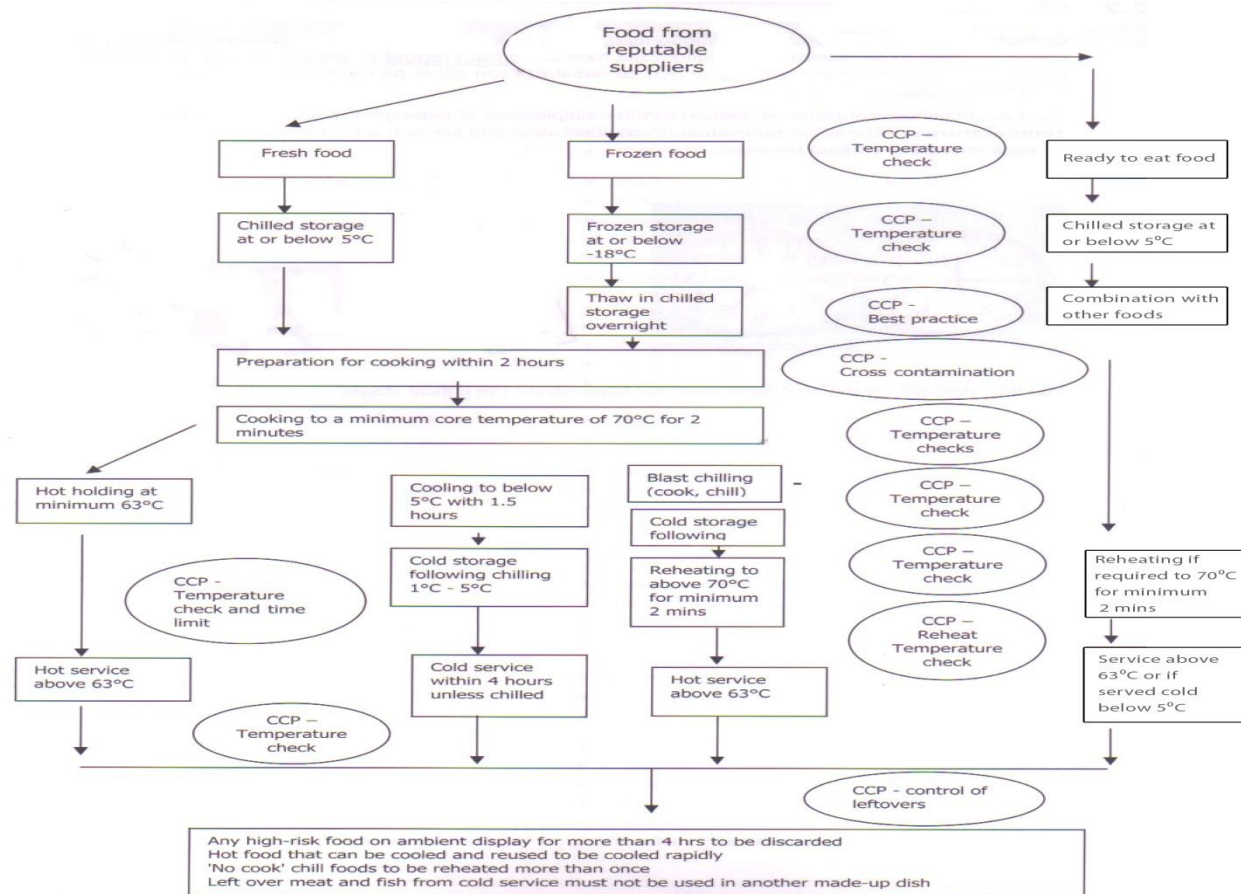 Food from
reputable
suppliers
Fresh food
Frozen food
CCP –
Temperature
check
Ready to eat food
Chilled storage
at or below 5°C
Frozen storage
at or below
-18°C
CCP –
Temperature
check
Chilled storage at
or below 5⁰C
Thaw in chilled
storage
overnight
CCP -
Best practice
Combination with
other foods
Preparation for cooking within 2 hours
CCP -
Cross contamination
Cooking to a minimum core temperature of 70°C for 2
minutes
CCP –
Temperature
checks
Hot holding at
minimum 63°C
Cooling to below
5°C with 1.5
hours
Blast chilling
(cook, chill)
-
CCP –
Temperature
check
Cold storage
following
CCP -
Temperature
check and time
limit
Cold storage
following chilling
1°C - 5°C
Reheating to
above 70°C
for minimum
2 mins
CCP –
Temperature
check
Reheating if
required to 70⁰C
for minimum
2 mins
CCP –
Reheat
Temperature
check
Hot service
above 63°C
Cold service
within 4 hours
unless chilled
Hot service
above 63°C
Service above
63⁰C or if
served cold
below 5⁰C
CCP –
Temperature
check
CCP - control of
leftovers
Any high-risk food on ambient display for more than 4 hrs to be discarded
Hot food that can be cooled and reused to be cooled rapidly
'No cook' chill foods to be reheated more than once
Left over meat and fish from cold service must not be used in another made-up dish